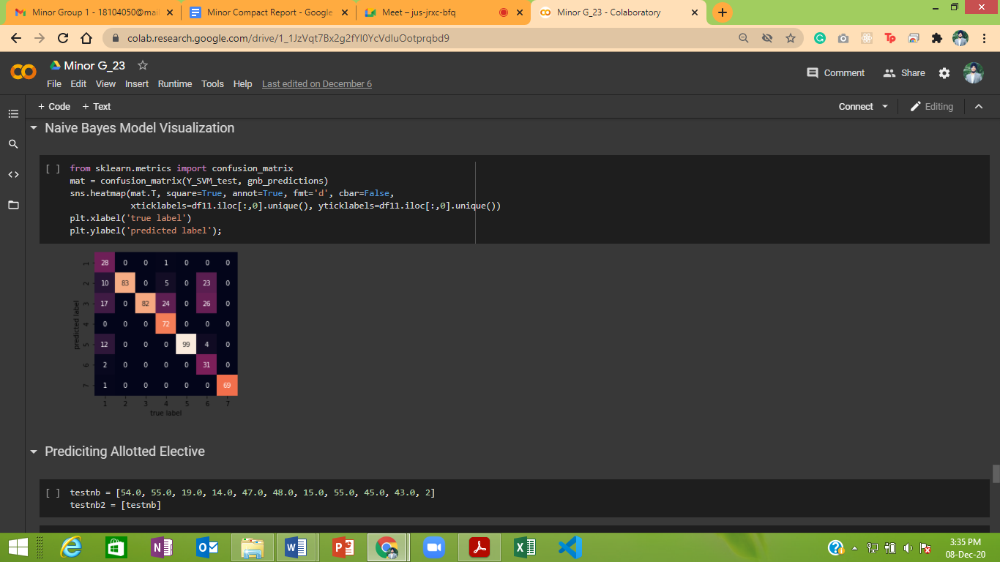 Minor Group 1 - 18104050@mai
Minor Compact Report - Google
Meet – jus-jrxc-bfq
Minor G_23 - Colaboratory
colab.research.google.com/drive/1_1JzVqt7Bx2g2fYI0YcVdIuOotprqbd9
Minor G_23
File Edit View Insert Runtime Tools Help Last edited on December 6
Comment Share
+ Code + Text
Connect Editing
Naive Bayes Model Visualization
[ ] from sklearn.metrics import confusion_matrix
mat = confusion_matrix(Y_SVM_test, gnb_predictions)
sns.heatmap(mat.T, square=True, annot=True, fmt='d', cbar=False,
xticklabels=df11.iloc[:,0].unique(), yticklabels=df11.iloc[:,0].unique())
plt.xlabel('true label')
plt.ylabel('predicted label');
predicted label
1 28 0 0 1 0 0 0
2 10 83 0 5 0 23 0
3 17 0 82 24 0 26 0
4 0 0 0 72 0 0 0
5 12 0 0 0 99 4 0
6 2 0 0 0 0 31 0
7 1 0 0 0 0 0 69
1 2 3 4 5 6 7
true label
Prediciting Allotted Elective
[ ] testnb = [54.0, 55.0, 19.0, 14.0, 47.0, 48.0, 15.0, 55.0, 45.0, 43.0, 2]
testnb2 = [testnb]
3:35 PM
08-Dec-20